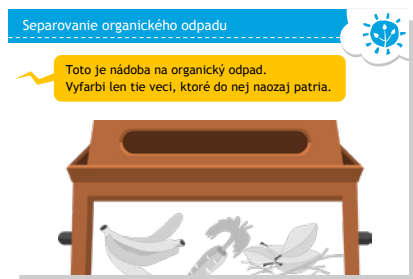 Separovanie organického odpadu
Toto je nádoba na organický odpad.
Vyfarbi len tie veci, ktoré do nej naozaj patria.